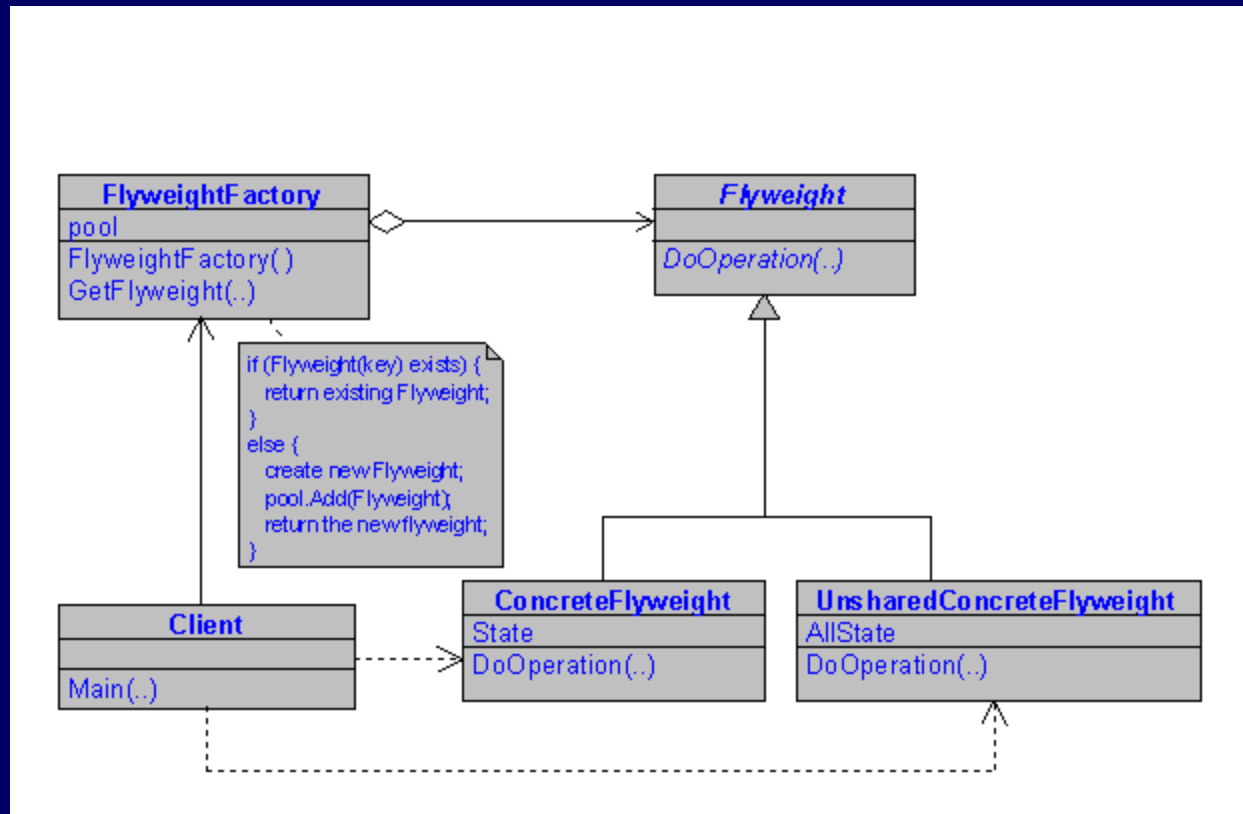 FlyweightFactory
pool
FlyweightFactory( )
GetFlyweight(..)
Flyweight
DoOperation(..)
if (Flyweight(key) exists) {
return existing Flyweight;
}
else {
create new Flyweight;
pool.Add(Flyweight);
return the new flyweight;
}
Client
Main(..)
ConcreteFlyweight
State
DoOperation(..)
UnsharedConcreteFlyweight
AllState
DoOperation(..)